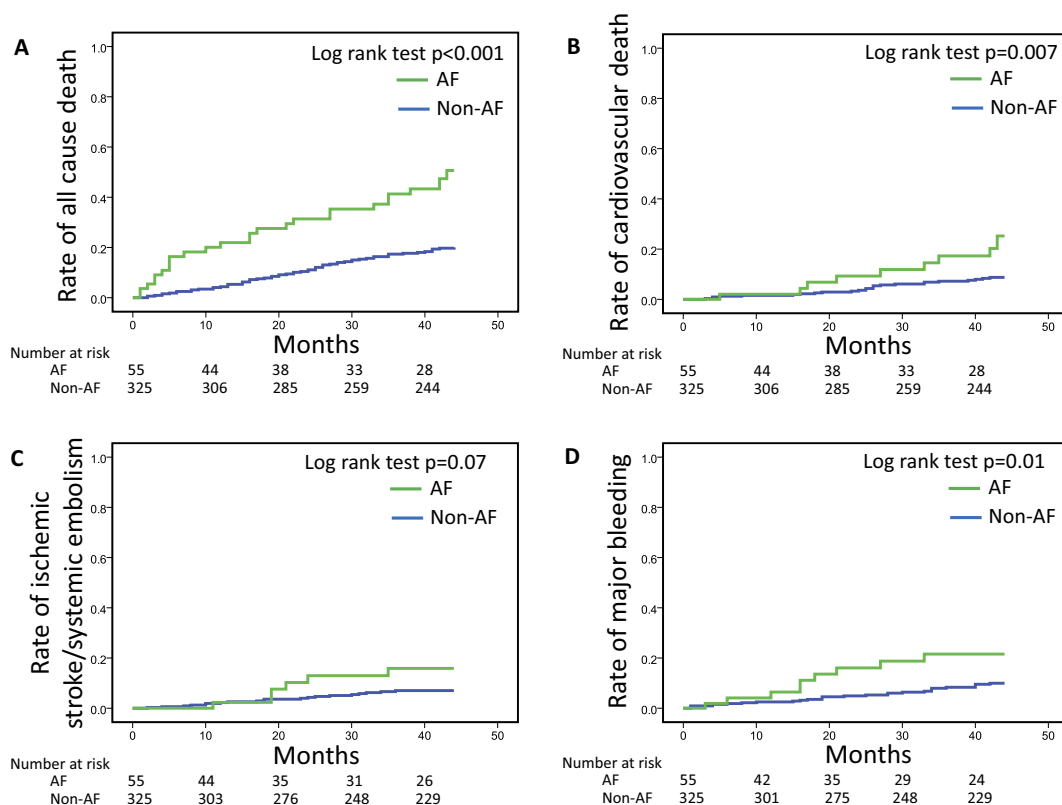 A
Log rank test p<0.001
AF
Non-AF
Rate of all cause death
1.0
0.8
0.6
0.4
0.2
0.0
0 10 20 30 40 50
Months
Number at risk
AF 55 44 38 33 28
Non-AF 325 306 285 259 244
B
Log rank test p=0.007
AF
Non-AF
Rate of cardiovascular death
1.0
0.8
0.6
0.4
0.2
0.0
0 10 20 30 40 50
Months
Number at risk
AF 55 44 38 33 28
Non-AF 325 306 285 259 244
C
Log rank test p=0.07
AF
Non-AF
Rate of ischemic
stroke/systemic embolism
1.0
0.8
0.6
0.4
0.2
0.0
0 10 20 30 40 50
Months
Number at risk
AF 55 44 35 31 26
Non-AF 325 303 276 248 229
D
Log rank test p=0.01
AF
Non-AF
Rate of major bleeding
1.0
0.8
0.6
0.4
0.2
0.0
0 10 20 30 40 50
Months
Number at risk
AF 55 42 35 29 24
Non-AF 325 301 275 248 229